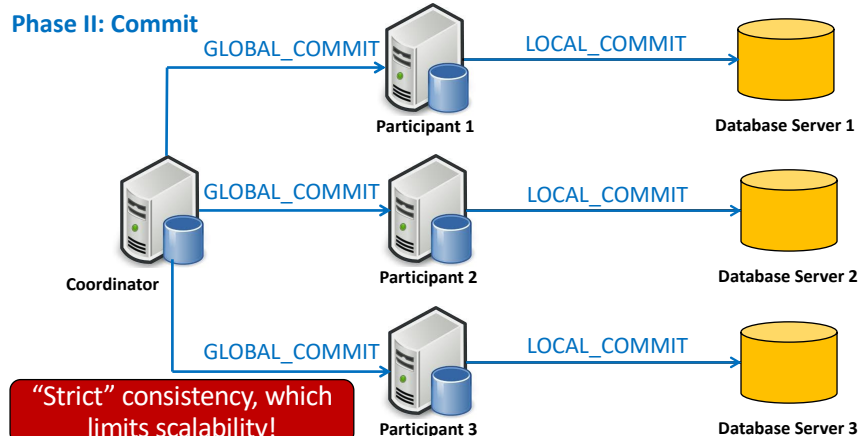 Phase II: Commit
GLOBAL_COMMIT
LOCAL_COMMIT
Participant 1
Database Server 1
GLOBAL_COMMIT
LOCAL_COMMIT
Coordinator
Participant 2
Database Server 2
GLOBAL_COMMIT
LOCAL_COMMIT
“Strict” consistency, which
limits scalability!
Participant 3
Database Server 3